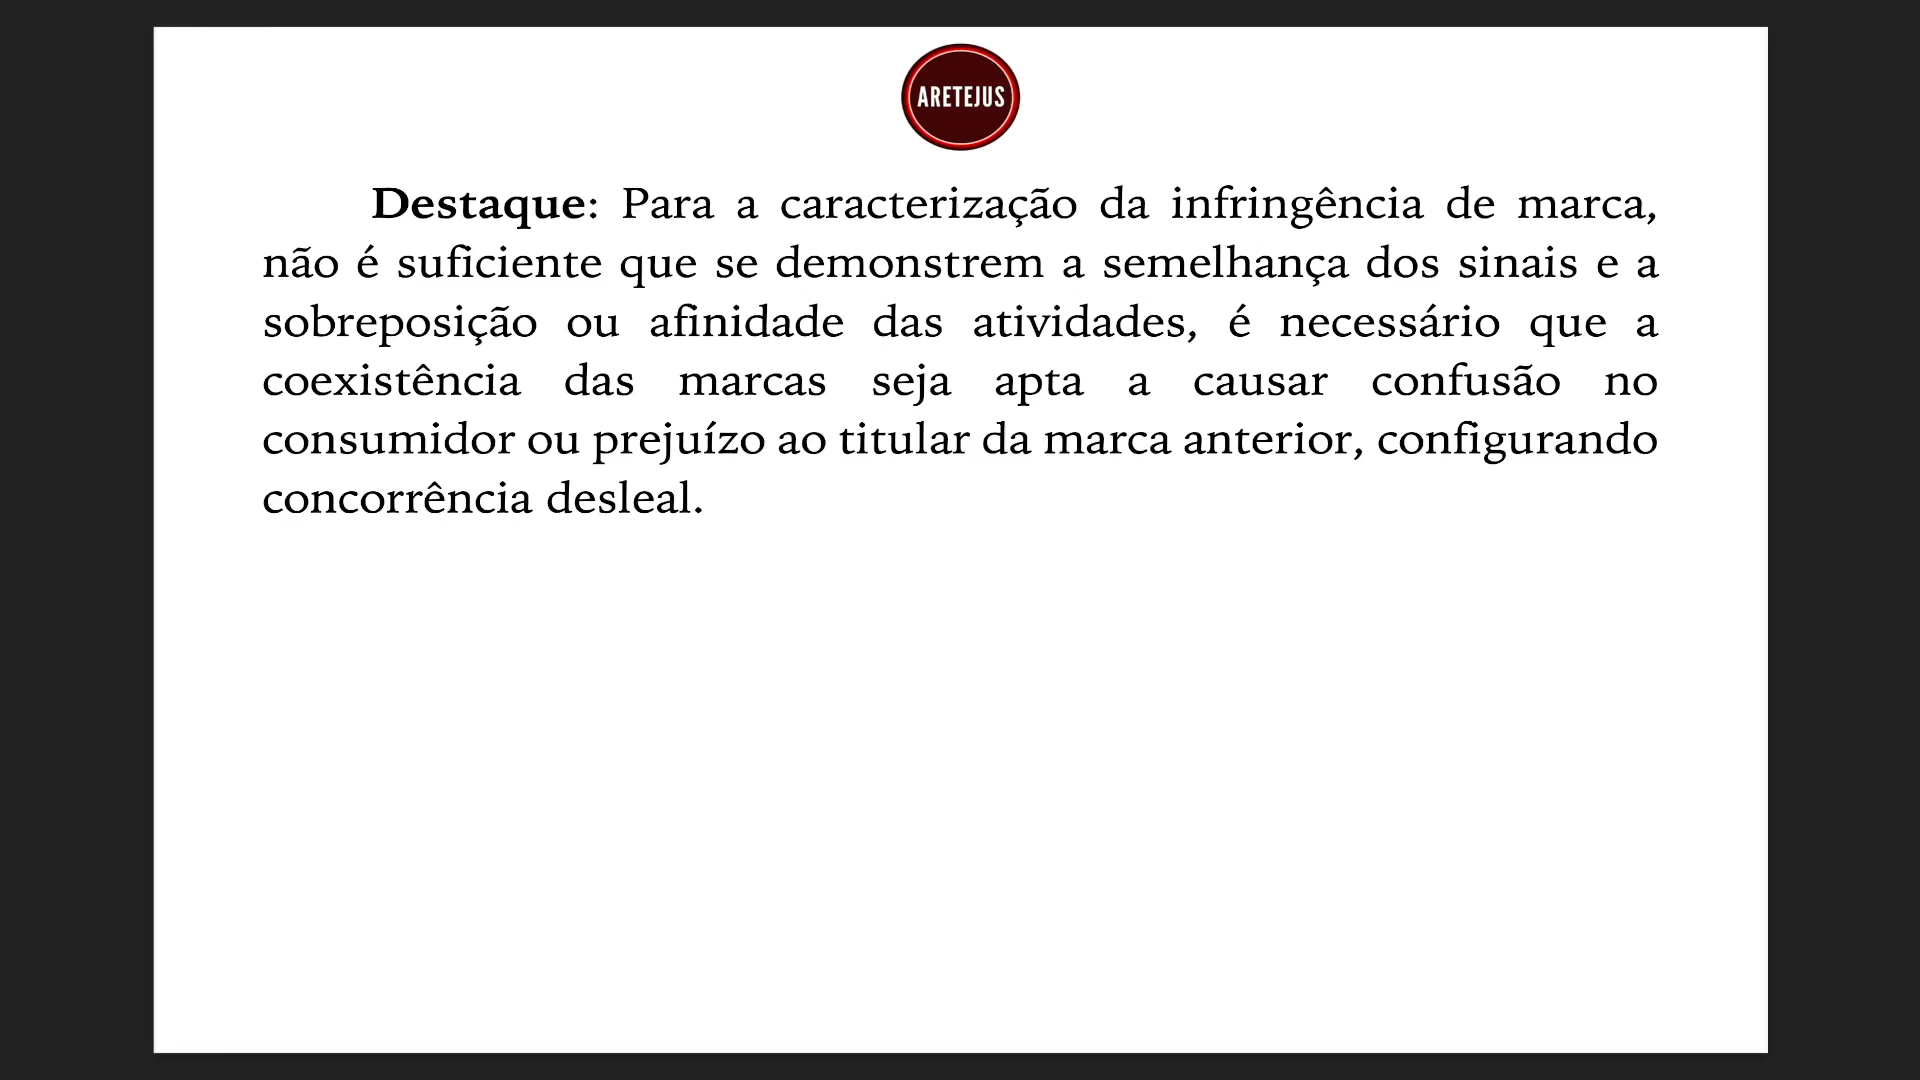 ARETEJUS
Destaque: Para a caracterização da infringência de marca,
não é suficiente que se demonstrem a semelhança dos sinais e a
sobreposição ou afinidade das atividades, é necessário que a
coexistência das marcas seja apta a causar confusão no
consumidor ou prejuízo ao titular da marca anterior, configurando
concorrência desleal.